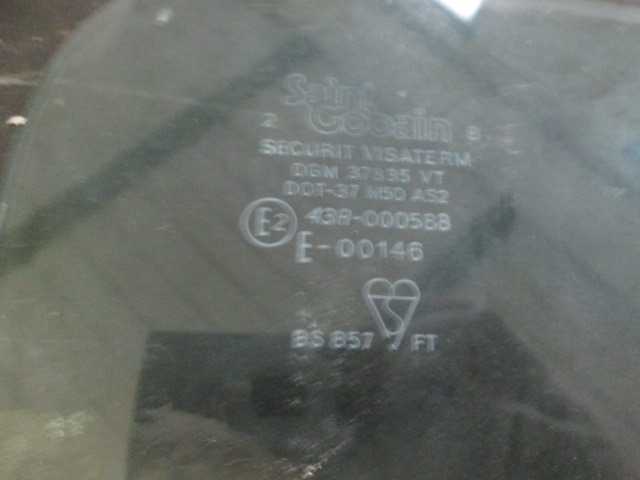 Saint
2 Gobain 8.
SECURIT VISATERM
DGM 37835 VT
DOT-37 M50 AS2
E2 43R-000588
E-00146
BS 857 FT